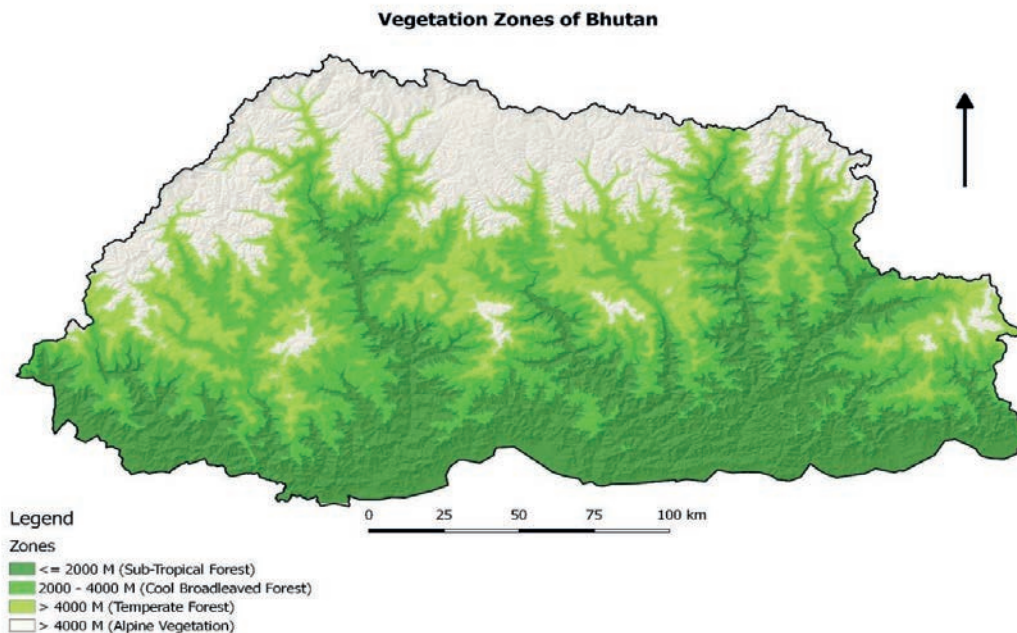 Vegetation Zones of Bhutan
0 25 50 75 100 km
Legend
Zones
<= 2000 M (Sub-Tropical Forest)
2000 - 4000 M (Cool Broadleaved Forest)
> 4000 M (Temperate Forest)
> 4000 M (Alpine Vegetation)